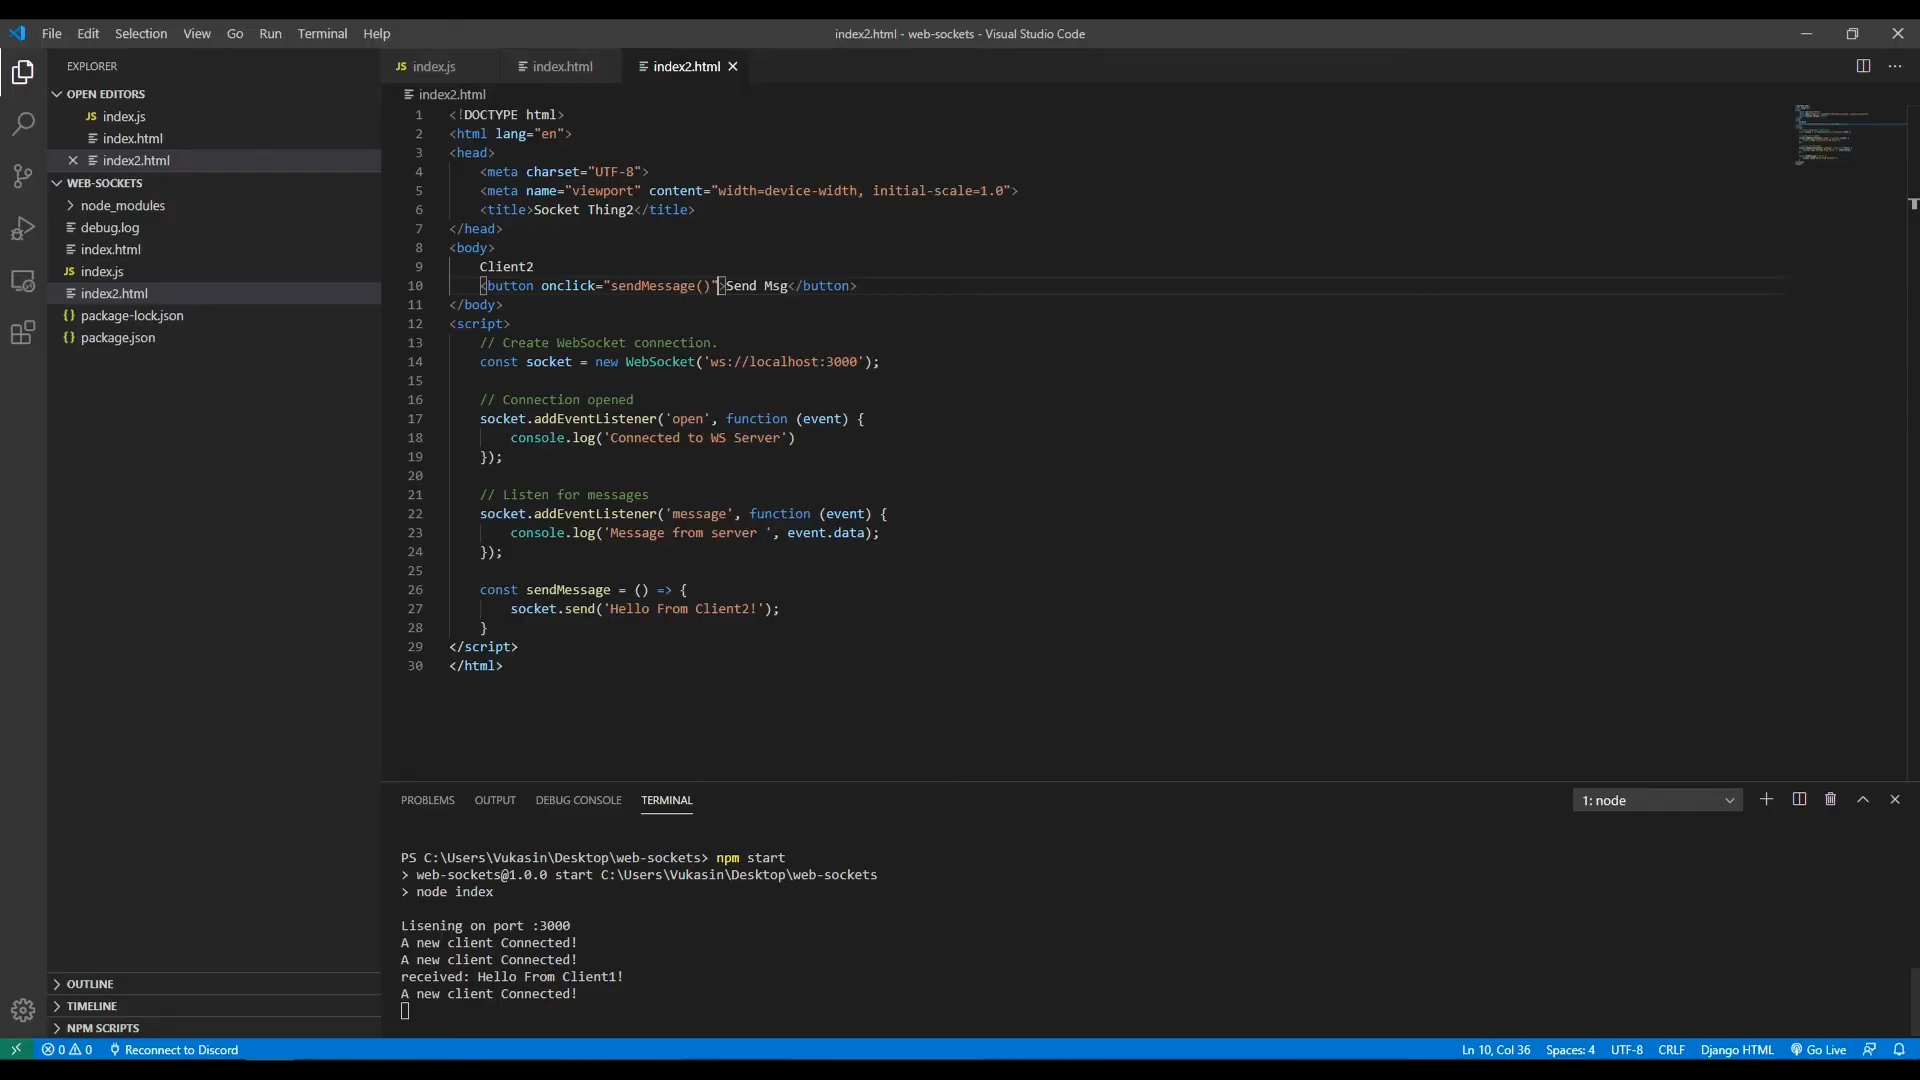 File Edit Selection View Go Run Terminal Help
index2.html - web-sockets - Visual Studio Code
EXPLORER
OPEN EDITORS
JS index.js
index.html
index2.html
WEB-SOCKETS
node_modules
debug.log
index.html
JS index.js
index2.html
{} package-lock.json
{} package.json
OUTLINE
TIMELINE
NPM SCRIPTS
JS index.js index.html index2.html
index2.html
1 <!DOCTYPE html>
2 <html lang="en">
3 <head>
4 <meta charset="UTF-8">
5 <meta name="viewport" content="width=device-width, initial-scale=1.0">
6 <title>Socket Thing2</title>
7 </head>
8 <body>
9 Client2
10 <button onclick="sendMessage()">Send Msg</button>
11 </body>
12 <script>
13 // Create WebSocket connection.
14 const socket = new WebSocket('ws://localhost:3000');
15
16 // Connection opened
17 socket.addEventListener('open', function (event) {
18 console.log('Connected to WS Server')
19 });
20
21 // Listen for messages
22 socket.addEventListener('message', function (event) {
23 console.log('Message from server ', event.data);
24 });
25
26 const sendMessage = () => {
27 socket.send('Hello From Client2!');
28 }
29 </script>
30 </html>
PROBLEMS OUTPUT DEBUG CONSOLE TERMINAL
1: node
PS C:\Users\Vukasin\Desktop\web-sockets> npm start
> web-sockets@1.0.0 start C:\Users\Vukasin\Desktop\web-sockets
> node index
Lisening on port :3000
A new client Connected!
A new client Connected!
received: Hello From Client1!
A new client Connected!
0 0 Reconnect to Discord
Ln 10, Col 36 Spaces: 4 UTF-8 CRLF Django HTML Go Live